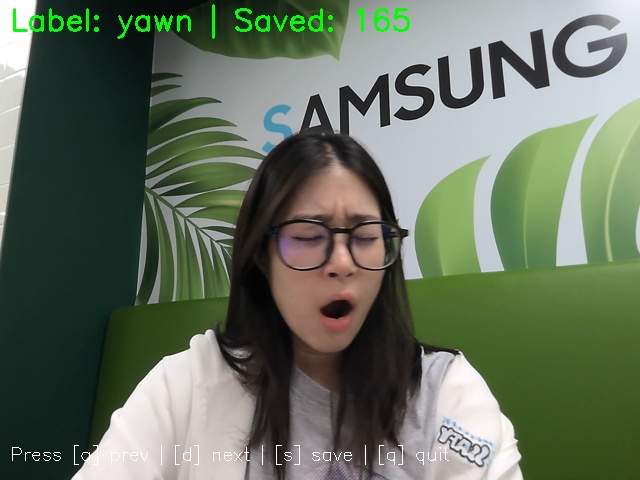 Label: yawn | Saved: 165
SAMSUNG
Press [a] prev | [d] next | [s] save | [q] quit